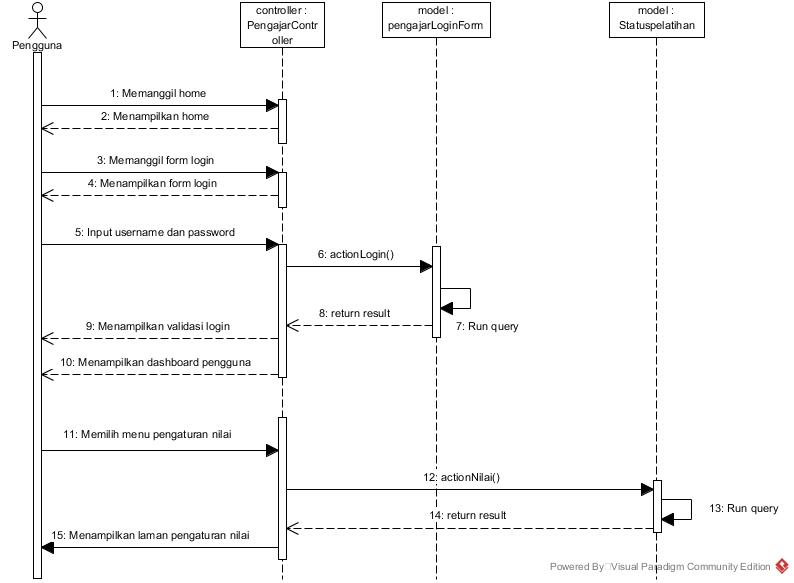 controller :
PengajarContr
oller
model :
pengajarLoginForm
model :
Statuspelatihan
Pengguna
1: Memanggil home
2: Menampilkan home
3: Memanggil form login
4: Menampilkan form login
5: Input username dan password
6: actionLogin()
7: Run query
8: return result
9: Menampilkan validasi login
10: Menampilkan dashboard pengguna
11: Memilih menu pengaturan nilai
12: actionNilai()
13: Run query
14: return result
15: Menampilkan laman pengaturan nilai
Powered By Visual Paradigm Community Edition